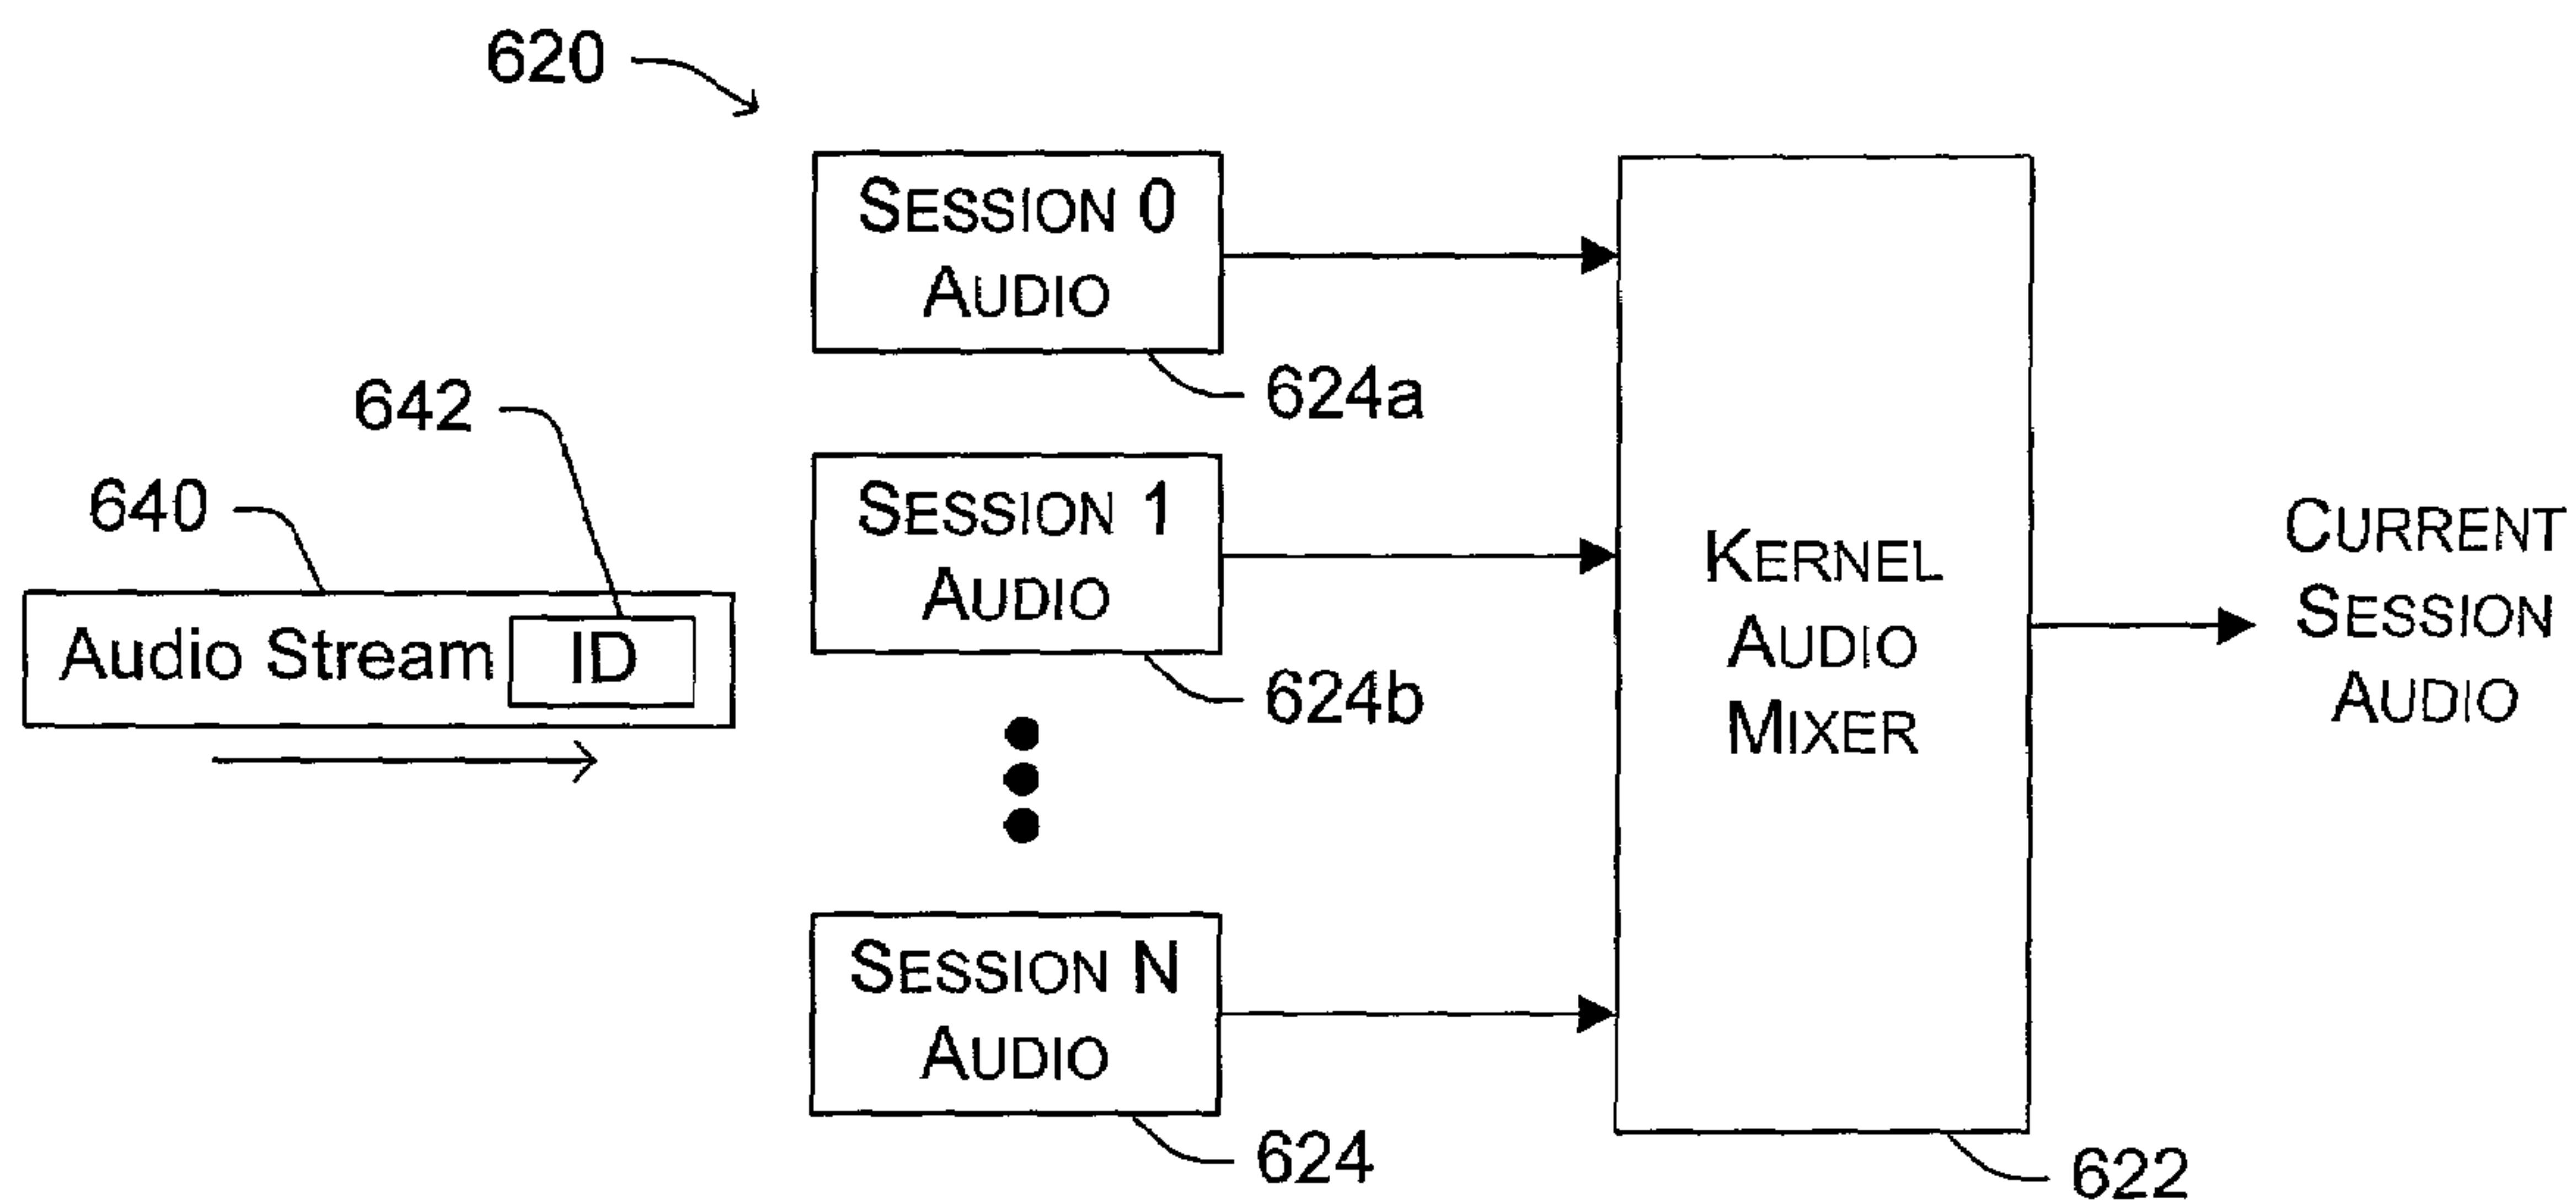 620
SESSION 0
AUDIO
624a
642
640
Audio Stream ID
SESSION 1
AUDIO
624b
SESSION N
AUDIO
624
KERNEL
AUDIO
MIXER
622
CURRENT
SESSION
AUDIO